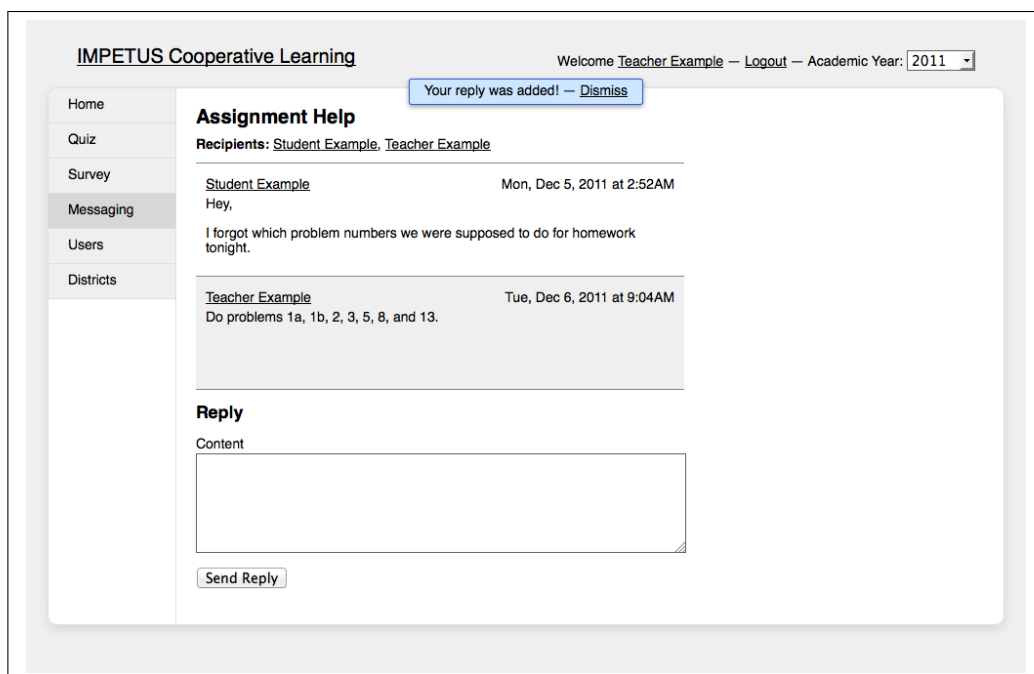 IMPETUS Cooperative Learning
Welcome Teacher Example — Logout — Academic Year: 2011
Your reply was added! — Dismiss
Home
Quiz
Survey
Messaging
Users
Districts
Assignment Help
Recipients: Student Example, Teacher Example
Student Example Mon, Dec 5, 2011 at 2:52AM
Hey,
I forgot which problem numbers we were supposed to do for homework
tonight.
Teacher Example Tue, Dec 6, 2011 at 9:04AM
Do problems 1a, 1b, 2, 3, 5, 8, and 13.
Reply
Content
Send Reply